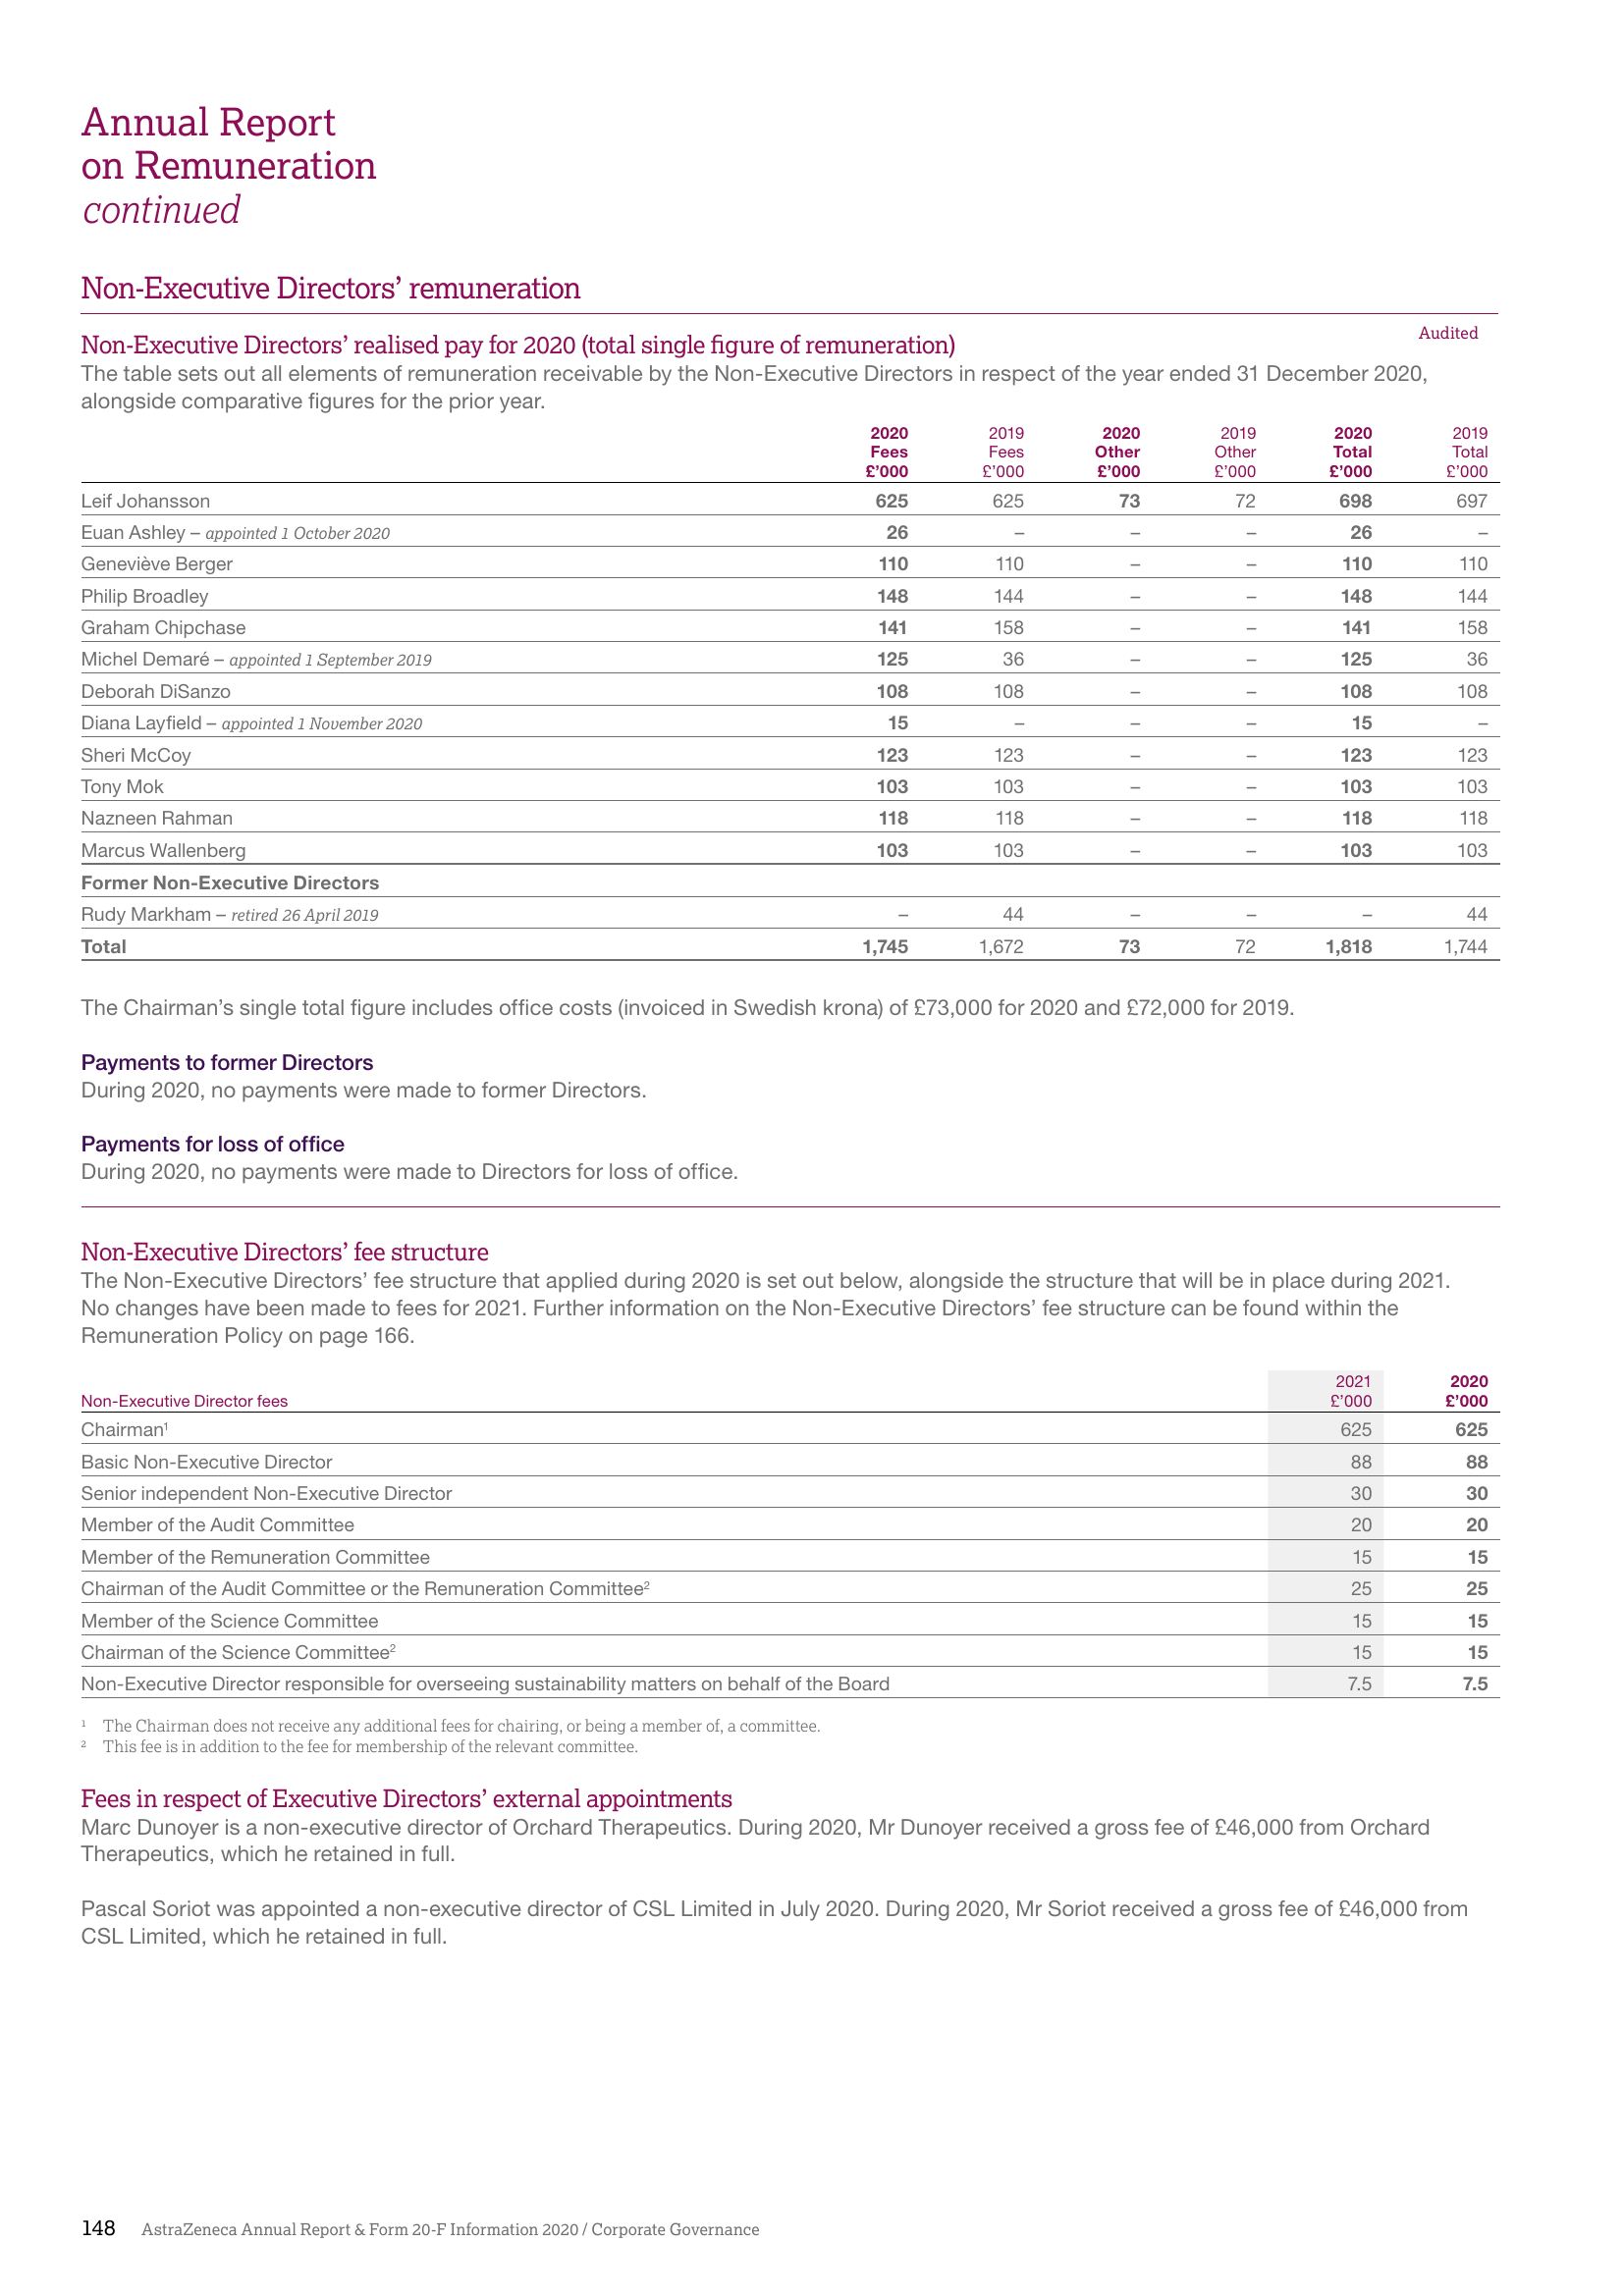 Annual Report
on Remuneration
continued
Non-Executive Directors’ remuneration
Audited
Non-Executive Directors’ realised pay for 2020 (total single figure of remuneration)
The table sets out all elements of remuneration receivable by the Non-Executive Directors in respect of the year ended 31 December 2020,
alongside comparative figures for the prior year.
2020 2019 2020 2019 2020 2019
Fees Fees Other Other Total Total
£’000 £’000 £’000 £’000 £’000 £’000
Leif Johansson 625 625 73 72 698 697
Euan Ashley – appointed 1 October 2020 26 – – – 26 –
Geneviève Berger 110 110 – – 110 110
Philip Broadley 148 144 – – 148 144
Graham Chipchase 141 158 – – 141 158
Michel Demaré – appointed 1 September 2019 125 36 – – 125 36
Deborah DiSanzo 108 108 – – 108 108
Diana Layfield – appointed 1 November 2020 15 – – – 15 –
Sheri McCoy 123 123 – – 123 123
Tony Mok 103 103 – – 103 103
Nazneen Rahman 118 118 – – 118 118
Marcus Wallenberg 103 103 – – 103 103
Former Non-Executive Directors
Rudy Markham – retired 26 April 2019 – 44 – – – 44
Total 1,745 1,672 73 72 1,818 1,744
The Chairman’s single total figure includes office costs (invoiced in Swedish krona) of £73,000 for 2020 and £72,000 for 2019.
Payments to former Directors
During 2020, no payments were made to former Directors.
Payments for loss of office
During 2020, no payments were made to Directors for loss of office.
Non-Executive Directors’ fee structure
The Non-Executive Directors’ fee structure that applied during 2020 is set out below, alongside the structure that will be in place during 2021.
No changes have been made to fees for 2021. Further information on the Non-Executive Directors’ fee structure can be found within the
Remuneration Policy on page 166.
2021 2020
Non-Executive Director fees £’000 £’000
Chairman¹ 625 625
Basic Non-Executive Director 88 88
Senior independent Non-Executive Director 30 30
Member of the Audit Committee 20 20
Member of the Remuneration Committee 15 15
Chairman of the Audit Committee or the Remuneration Committee² 25 25
Member of the Science Committee 15 15
Chairman of the Science Committee² 15 15
Non-Executive Director responsible for overseeing sustainability matters on behalf of the Board 7.5 7.5
¹ The Chairman does not receive any additional fees for chairing, or being a member of, a committee.
² This fee is in addition to the fee for membership of the relevant committee.
Fees in respect of Executive Directors’ external appointments
Marc Dunoyer is a non-executive director of Orchard Therapeutics. During 2020, Mr Dunoyer received a gross fee of £46,000 from Orchard
Therapeutics, which he retained in full.
Pascal Soriot was appointed a non-executive director of CSL Limited in July 2020. During 2020, Mr Soriot received a gross fee of £46,000 from
CSL Limited, which he retained in full.
148 AstraZeneca Annual Report & Form 20-F Information 2020 / Corporate Governance